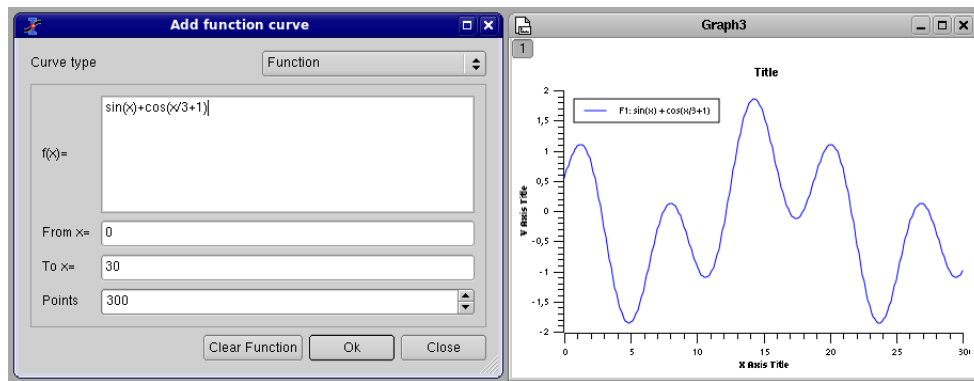 Add function curve
Curve type
Function
f(x)=
sin(x)+cos(x/3+1)
From x=
0
To x=
30
Points
300
Clear Function
Ok
Close
Graph3
1
Title
F1: sin(x) +cos(x/3+1)
Y Axis Title
2
1,5
1
0,5
0
-0,5
-1
-1,5
-2
0
5
10
15
20
25
30
X Axis Title